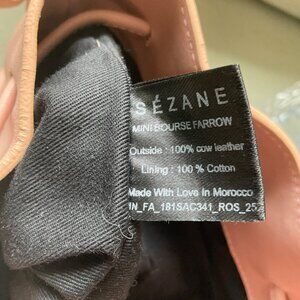 SÉZANE
MINI BOURSE FARROW
Outside : 100% cow leather
Lining : 100 % Cotton
Made With Love In Morocco
IN_FA_181SAC341_ROS_25